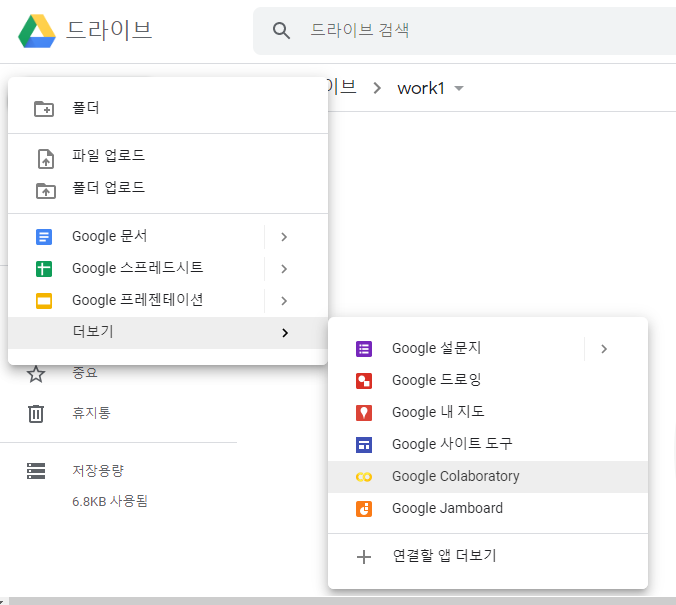 드라이브
드라이브 검색
이브 > work1
폴더
파일 업로드
폴더 업로드
Google 문서
Google 스프레드시트
Google 프레젠테이션
더보기
Google 설문지
Google 드로잉
Google 내 지도
Google 사이트 도구
Google Colaboratory
Google Jamboard
연결할 앱 더보기
중요
휴지통
저장용량
6.8KB 사용됨